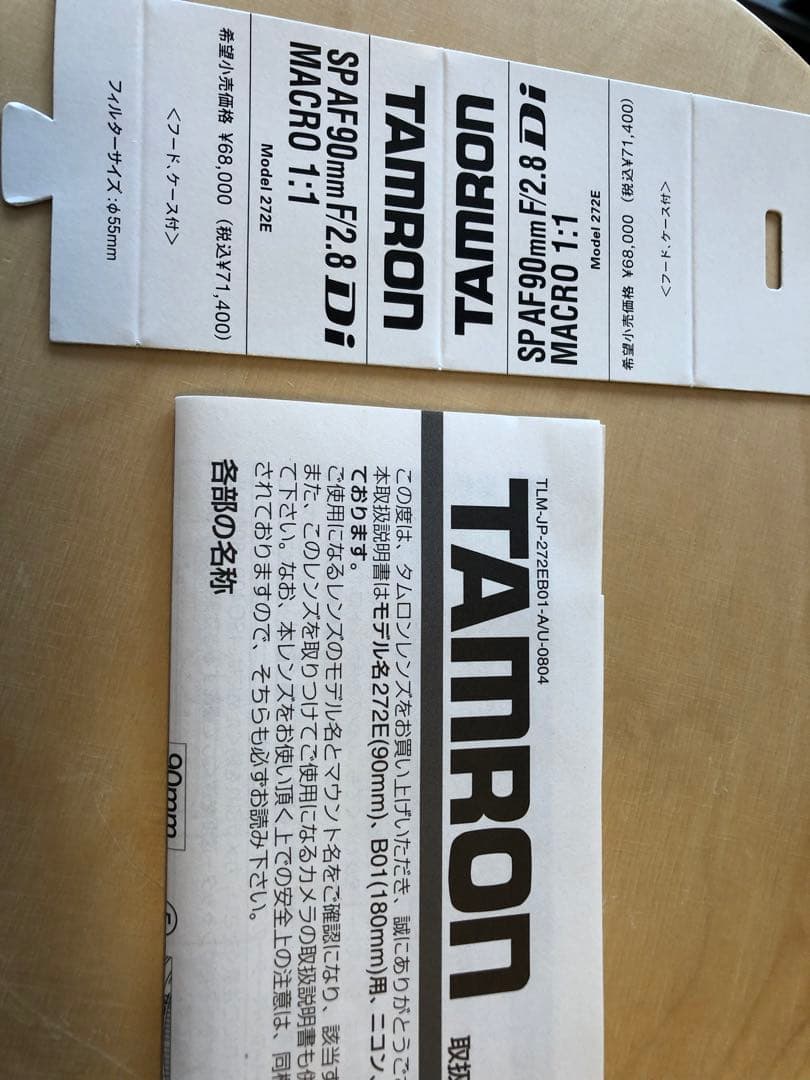 TAMRON
SP AF90mm F/2.8 Di
MACRO 1:1
Model 272E
希望小売価格 ¥68,000 (税込¥71,400)
<フード、ケース付>
フィルターサイズ:φ55mm
TAMRON
SP AF90mm F/2.8 Di
MACRO 1:1
Model 272E
希望小売価格 ¥68,000 (税込¥71,400)
<フード、ケース付>
TLM-JP-272EB01-A/U-0804
TAMRON 取扱
この度は、タムロンレンズをお買い上げいただき、誠にありがとうご
本取扱説明書はモデル名272E(90mm)、B01(180mm)用、ニコン、
ております。
ご使用になるレンズのモデル名とマウント名をご確認になり、該当す
また、このレンズを取りつけてご使用になるカメラの取扱説明書も併
て下さい。なお、本レンズをお使い頂く上での安全上の注意は、同梱
されておりますので、そちらも必ずお読み下さい。
各部の名称
90mm